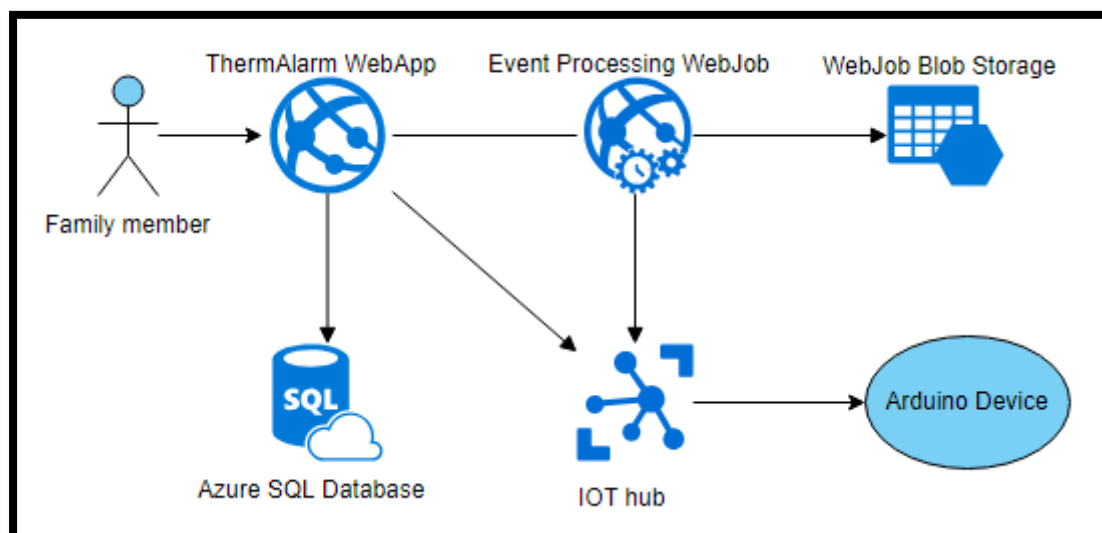 ThermAlarm WebApp
Event Processing WebJob
WebJob Blob Storage
Family member
SQL
Arduino Device
Azure SQL Database
IOT hub